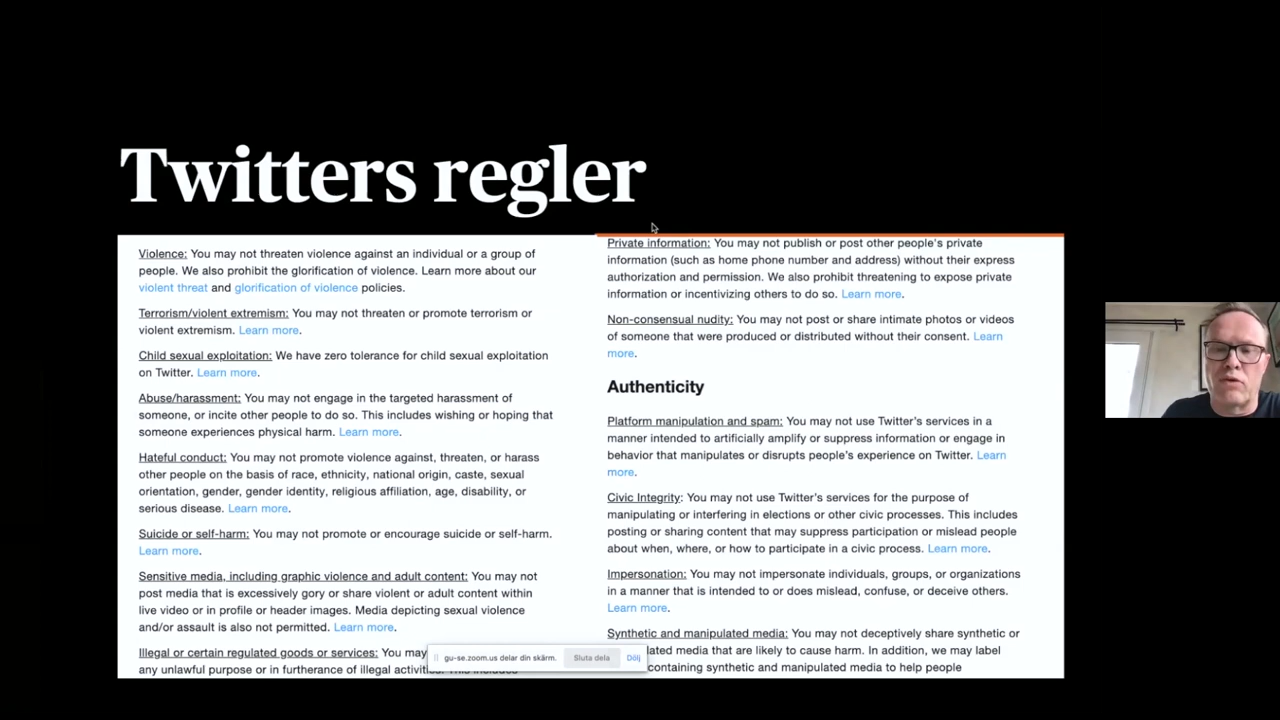 Twitters regler
Violence: You may not threaten violence against an individual or a group of
people. We also prohibit the glorification of violence. Learn more about our
violent threat and glorification of violence policies.
Terrorism/violent extremism: You may not threaten or promote terrorism or
violent extremism. Learn more.
Child sexual exploitation: We have zero tolerance for child sexual exploitation
on Twitter. Learn more.
Abuse/harassment: You may not engage in the targeted harassment of
someone, or incite other people to do so. This includes wishing or hoping that
someone experiences physical harm. Learn more.
Hateful conduct: You may not promote violence against, threaten, or harass
other people on the basis of race, ethnicity, national origin, caste, sexual
orientation, gender, gender identity, religious affiliation, age, disability, or
serious disease. Learn more.
Suicide or self-harm: You may not promote or encourage suicide or self-harm.
Learn more.
Sensitive media, including graphic violence and adult content: You may not
post media that is excessively gory or share violent or adult content within
live video or in profile or header images. Media depicting sexual violence
and/or assault is also not permitted. Learn more.
Illegal or certain regulated goods or services: You may
any unlawful purpose or in furtherance of illegal activities. This includes
Private information: You may not publish or post other people's private
information (such as home phone number and address) without their express
authorization and permission. We also prohibit threatening to expose private
information or incentivizing others to do so. Learn more.
Non-consensual nudity: You may not post or share intimate photos or videos
of someone that were produced or distributed without their consent. Learn
more.
Authenticity
Platform manipulation and spam: You may not use Twitter's services in a
manner intended to artificially amplify or suppress information or engage in
behavior that manipulates or disrupts people's experience on Twitter. Learn
more.
Civic Integrity: You may not use Twitter's services for the purpose of
manipulating or interfering in elections or other civic processes. This includes
posting or sharing content that may suppress participation or mislead people
about when, where, or how to participate in a civic process. Learn more.
Impersonation: You may not impersonate individuals, groups, or organizations
in a manner that is intended to or does mislead, confuse, or deceive others.
Learn more.
Synthetic and manipulated media: You may not deceptively share synthetic or
lated media that are likely to cause harm. In addition, we may label
containing synthetic and manipulated media to help people
gu-se.zoom.us delar din skärm.
Sluta dela
Dölj